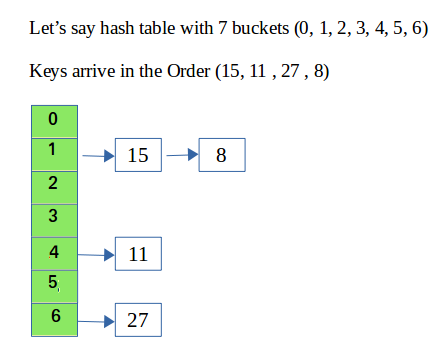 Let's say hash table with 7 buckets (0, 1, 2, 3, 4, 5, 6)
Keys arrive in the Order (15, 11 , 27 , 8)
0
1 15 8
2
3
4 11
5,
6 27